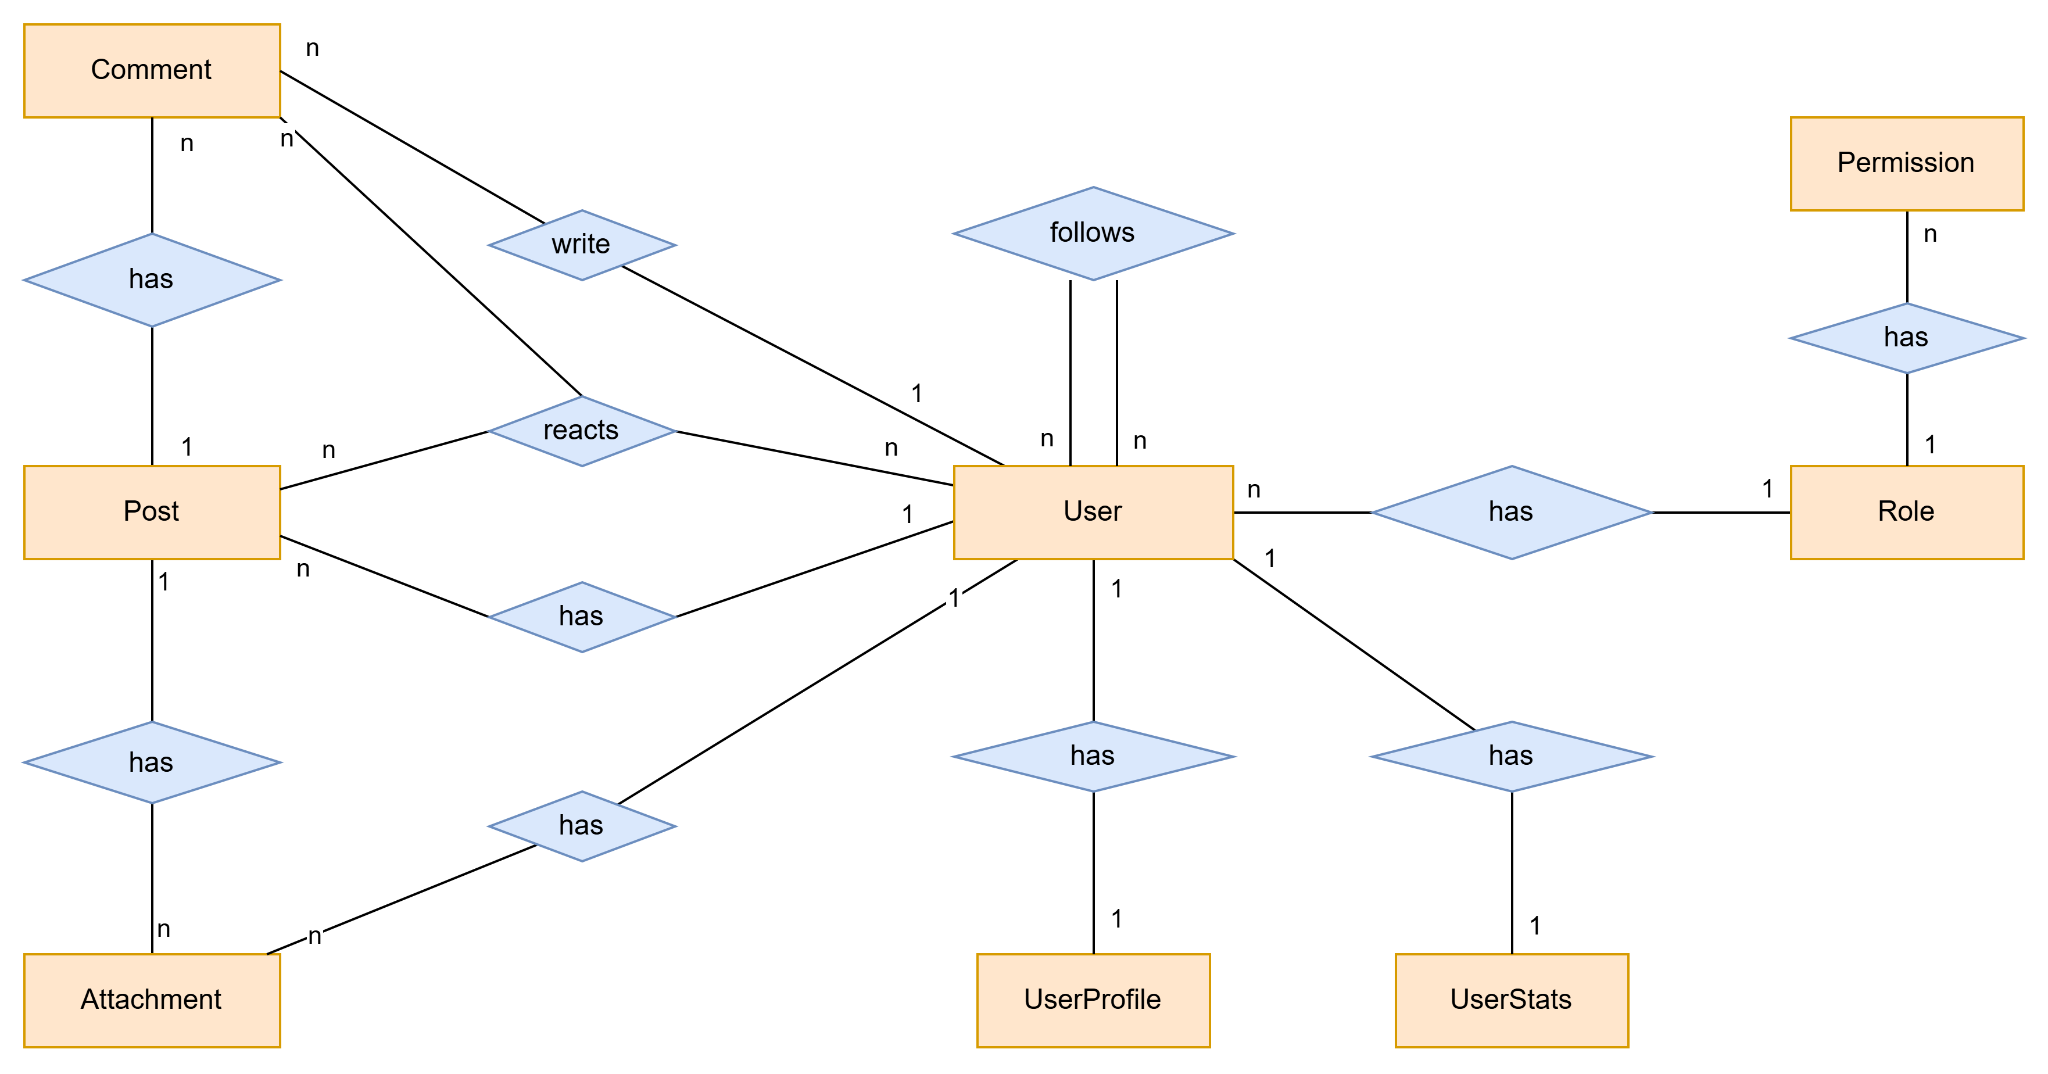 Comment
n
n
n
Permission
n
follows
write
has
has
reacts
1
1
n
n
n
n
1
n
1
Post
User
n
has
1
Role
1
n
1
1
1
1
has
has
has
has
has
n
n
1
1
Attachment
UserProfile
UserStats